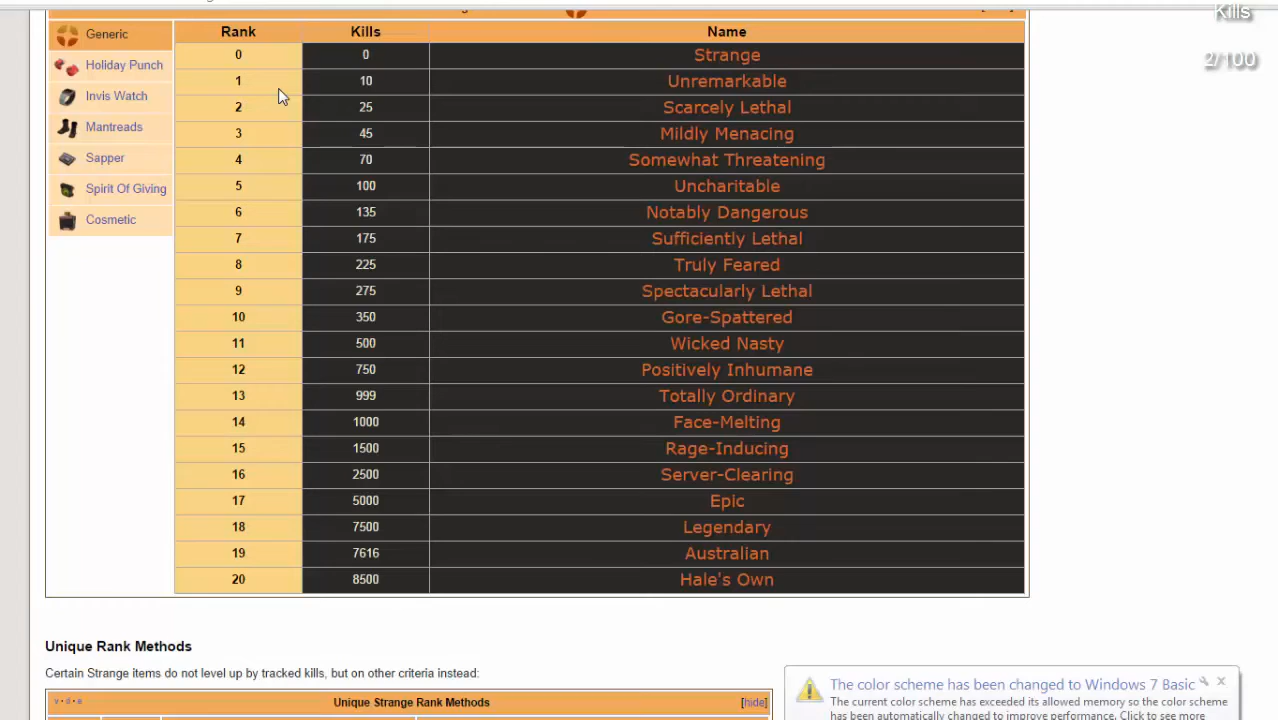 Kills
2/100
Generic
Holiday Punch
Invis Watch
Mantreads
Sapper
Spirit Of Giving
Cosmetic
Rank Kills Name
0 0 Strange
1 10 Unremarkable
2 25 Scarcely Lethal
3 45 Mildly Menacing
4 70 Somewhat Threatening
5 100 Uncharitable
6 135 Notably Dangerous
7 175 Sufficiently Lethal
8 225 Truly Feared
9 275 Spectacularly Lethal
10 350 Gore-Spattered
11 500 Wicked Nasty
12 750 Positively Inhumane
13 999 Totally Ordinary
14 1000 Face-Melting
15 1500 Rage-Inducing
16 2500 Server-Clearing
17 5000 Epic
18 7500 Legendary
19 7616 Australian
20 8500 Hale's Own
Unique Rank Methods
Certain Strange items do not level up by tracked kills, but on other criteria instead:
v · d · e Unique Strange Rank Methods [hide]
The color scheme has been changed to Windows 7 Basic
The current color scheme has exceeded its allowed memory so the color scheme
has been automatically changed to improve performance. Click to see more